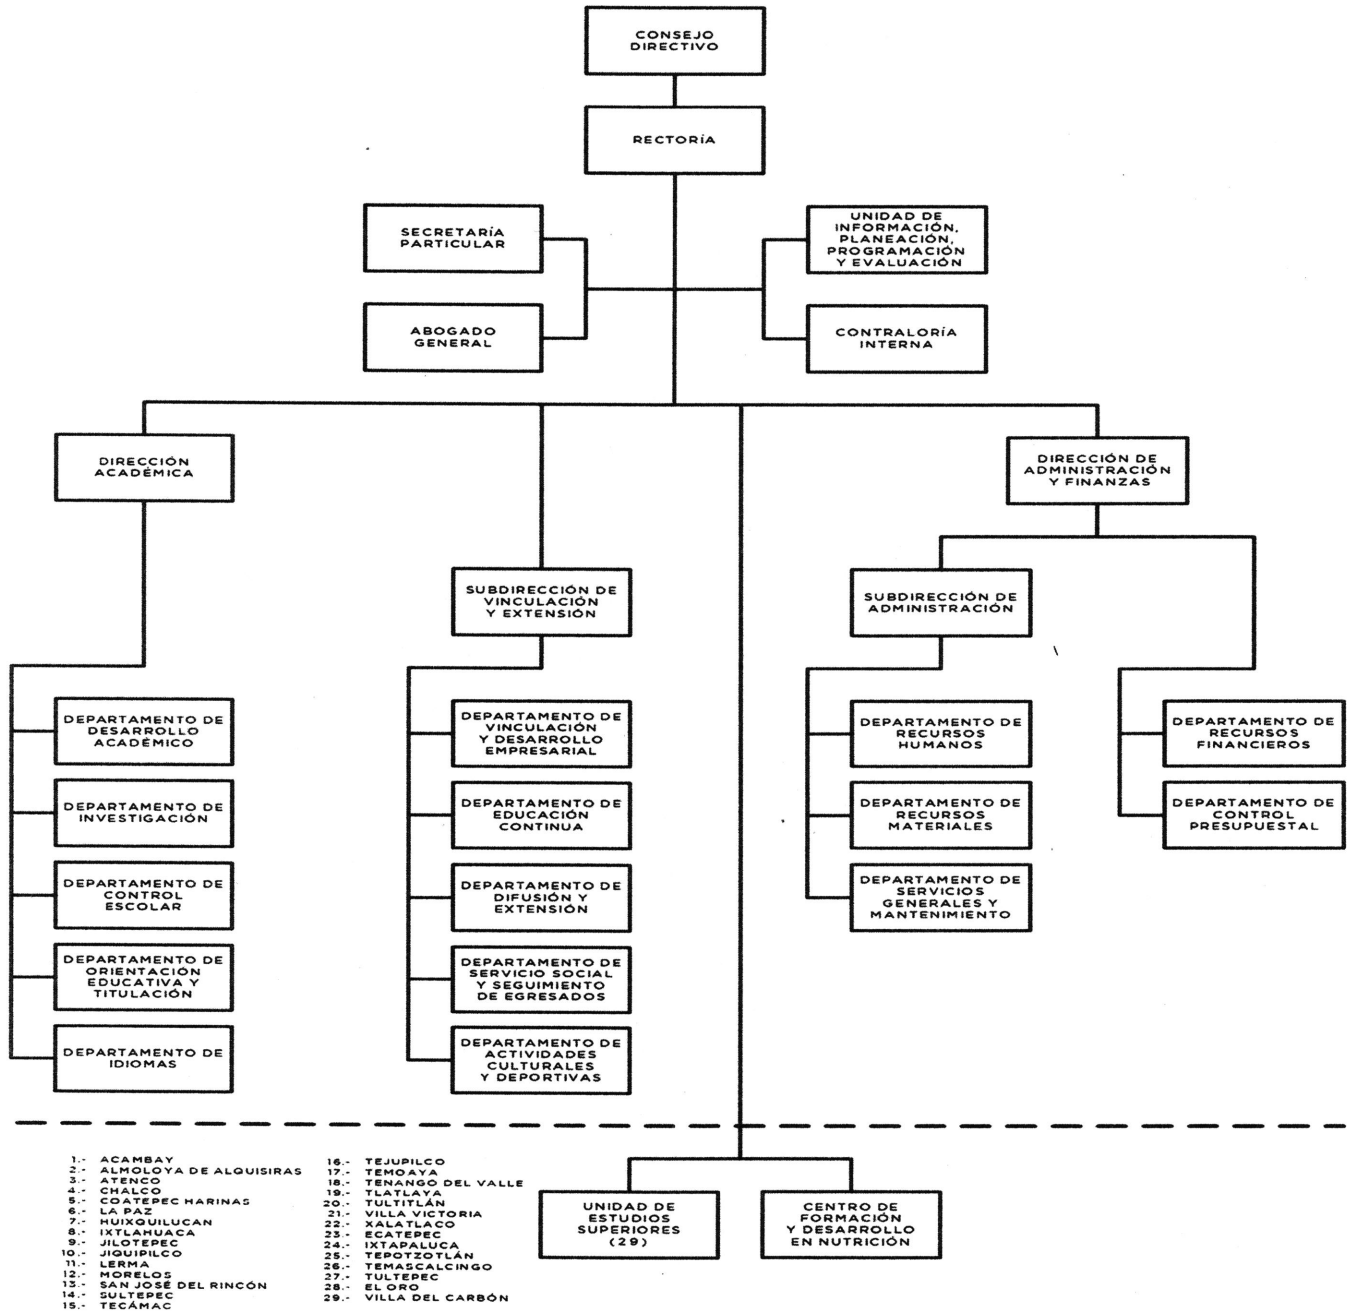 CONSEJO
DIRECTIVO
RECTORÍA
SECRETARÍA
PARTICULAR
UNIDAD DE
INFORMACIÓN,
PLANEACIÓN,
PROGRAMACIÓN
Y EVALUACIÓN
ABOGADO
GENERAL
CONTRALORÍA
INTERNA
DIRECCIÓN
ACADÉMICA
DIRECCIÓN DE
ADMINISTRACIÓN
Y FINANZAS
SUBDIRECCIÓN DE
VINCULACIÓN
Y EXTENSIÓN
SUBDIRECCIÓN DE
ADMINISTRACIÓN
DEPARTAMENTO DE
DESARROLLO
ACADÉMICO
DEPARTAMENTO DE
INVESTIGACIÓN
DEPARTAMENTO DE
CONTROL
ESCOLAR
DEPARTAMENTO DE
ORIENTACIÓN
EDUCATIVA Y
TITULACIÓN
DEPARTAMENTO DE
IDIOMAS
DEPARTAMENTO DE
VINCULACIÓN
Y DESARROLLO
EMPRESARIAL
DEPARTAMENTO DE
EDUCACIÓN
CONTINUA
DEPARTAMENTO DE
DIFUSIÓN Y
EXTENSIÓN
DEPARTAMENTO DE
SERVICIO SOCIAL
Y SEGUIMIENTO
DE EGRESADOS
DEPARTAMENTO DE
ACTIVIDADES
CULTURALES
Y DEPORTIVAS
DEPARTAMENTO DE
RECURSOS
HUMANOS
DEPARTAMENTO DE
RECURSOS
MATERIALES
DEPARTAMENTO DE
SERVICIOS
GENERALES Y
MANTENIMIENTO
DEPARTAMENTO DE
RECURSOS
FINANCIEROS
DEPARTAMENTO DE
CONTROL
PRESUPUESTAL
1.- ACAMBAY
2.- ALMOLOYA DE ALQUISIRAS
3.- ATENCO
4.- CHALCO
5.- COATEPEC HARINAS
6.- LA PAZ
7.- HUIXQUILUCAN
8.- IXTLAHUACA
9.- JILOTEPEC
10.- JIQUIPILCO
11.- LERMA
12.- MORELOS
13.- SAN JOSÉ DEL RINCÓN
14.- SULTEPEC
15.- TECÁMAC
16.- TEJUPILCO
17.- TEMOAYA
18.- TENANGO DEL VALLE
19.- TLATLAYA
20.- TULTITLÁN
21.- VILLA VICTORIA
22.- XALATLACO
23.- ECATEPEC
24.- IXTAPALUCA
25.- TEPOTZOTLÁN
26.- TEMASCALCINGO
27.- TULTEPEC
28.- EL ORO
29.- VILLA DEL CARBÓN
UNIDAD DE
ESTUDIOS
SUPERIORES
(29)
CENTRO DE
FORMACIÓN
Y DESARROLLO
EN NUTRICIÓN